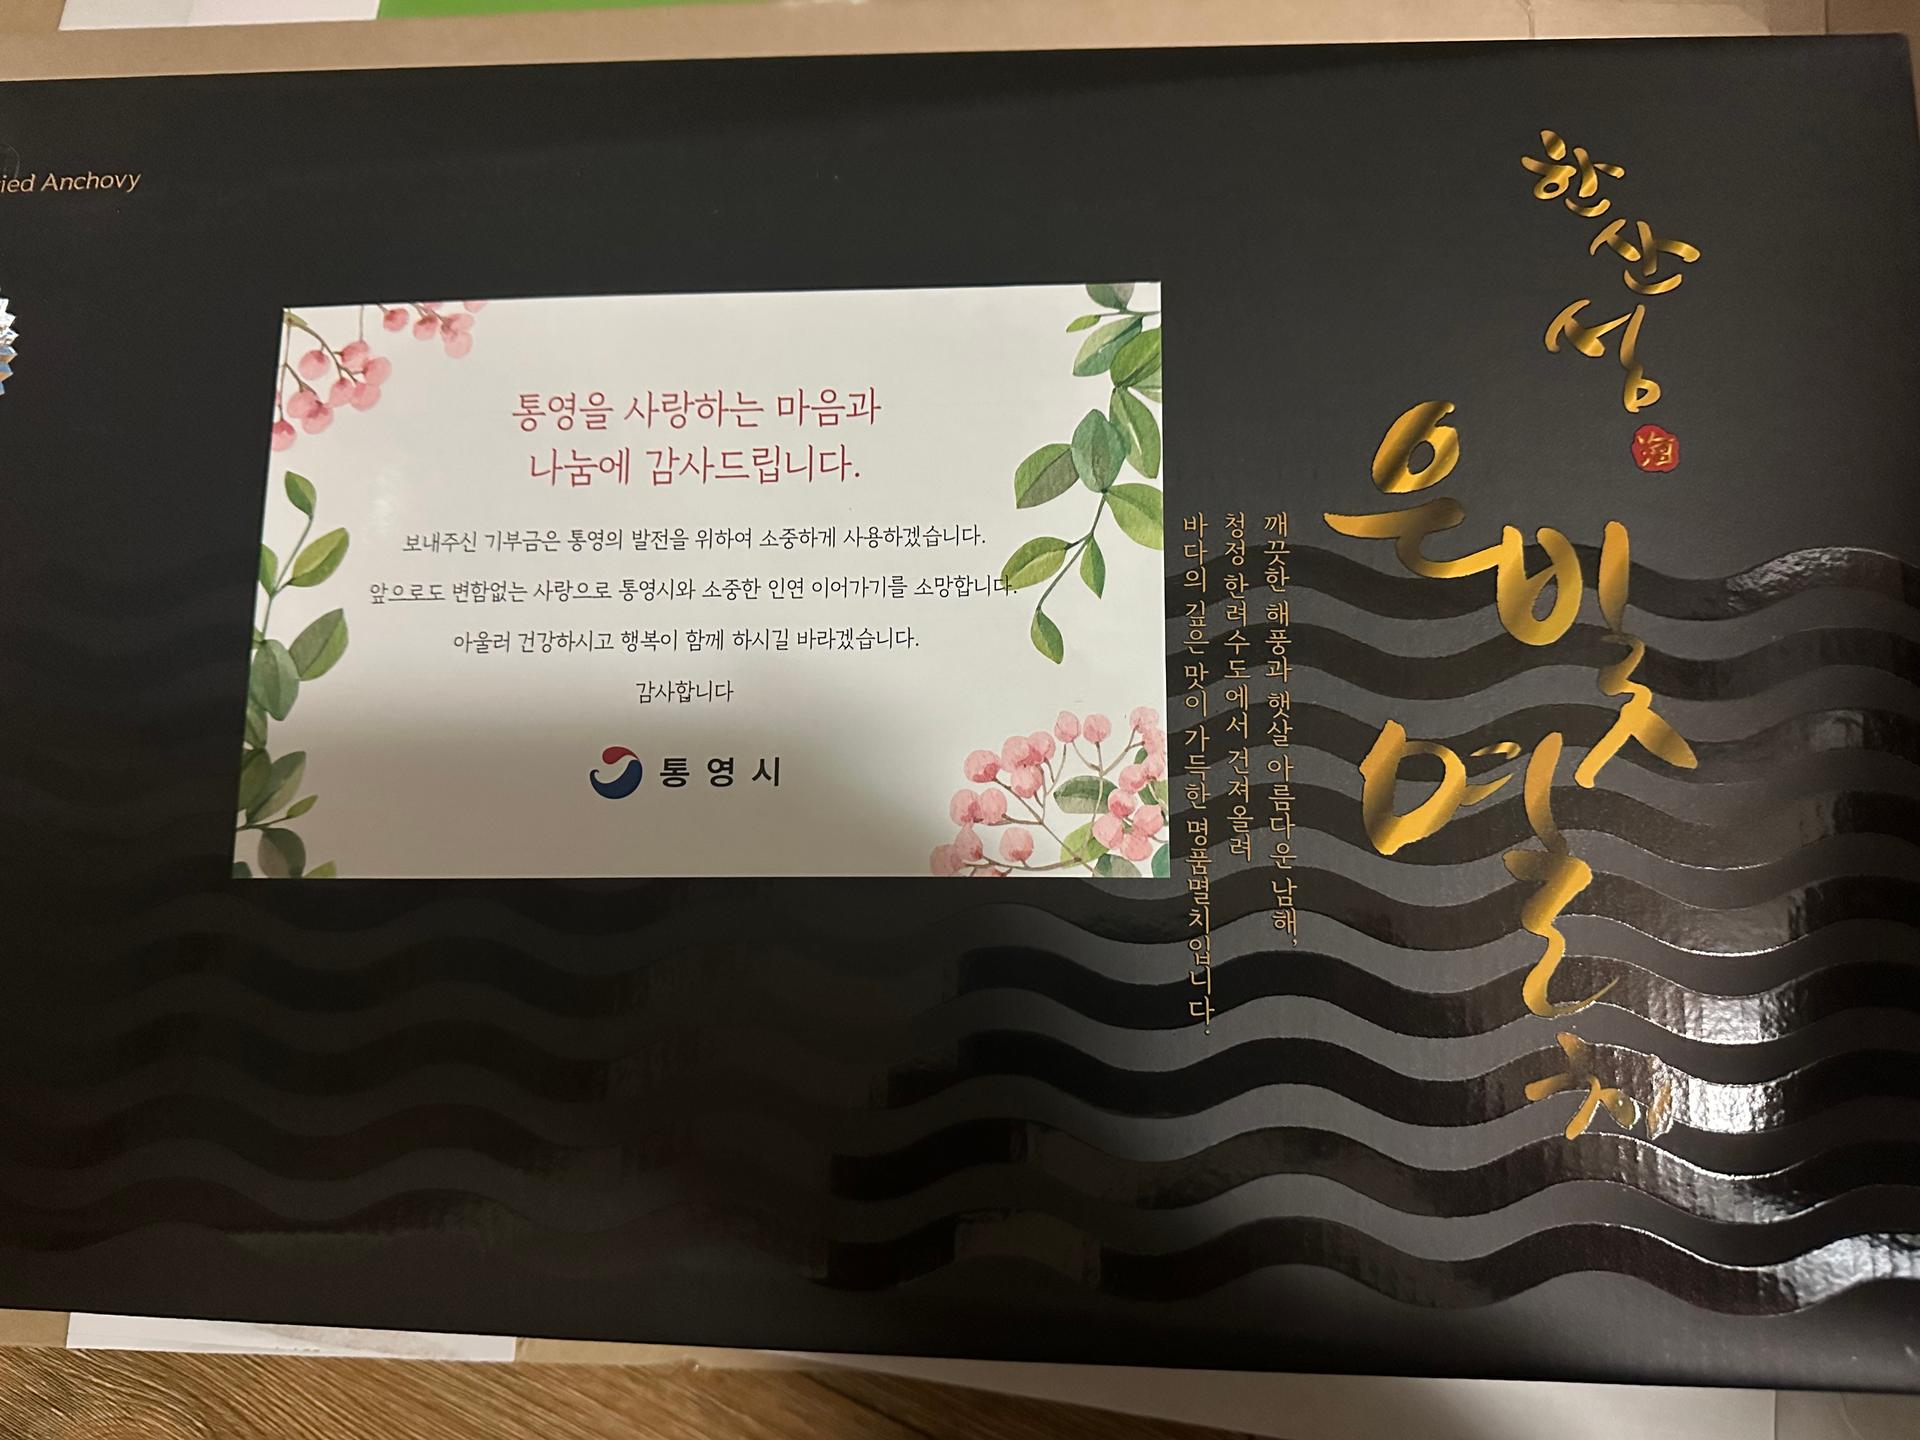 Anchovy
통영을 사랑하는 마음과
나눔에 감사드립니다.
보내주신 기부금은 통영의 발전을 위하여 소중하게 사용하겠습니다.
앞으로도 변함없는 사랑으로 통영시와 소중한 인연 이어가기를 소망합니다.
아울러 건강하시고 행복이 함께 하시길 바라겠습니다.
감사합니다
통영시
한산섬
은빛멸치
깨끗한 해풍과 햇살 아름다운 남해,
청정 한려수도에서 건져올려
바다의 깊은 맛이 가득한 명품멸치입니다.